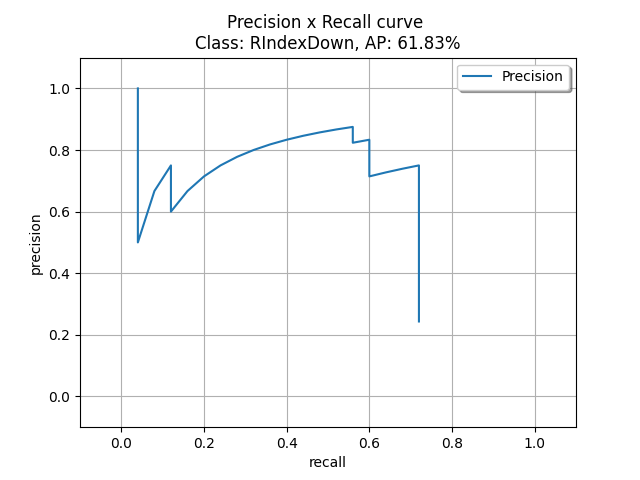 Precision x Recall curve
Class: RIndexDown, AP: 61.83%
Precision
1.0
0.8
0.6
0.4
0.2
0.0
precision
0.0 0.2 0.4 0.6 0.8 1.0
recall